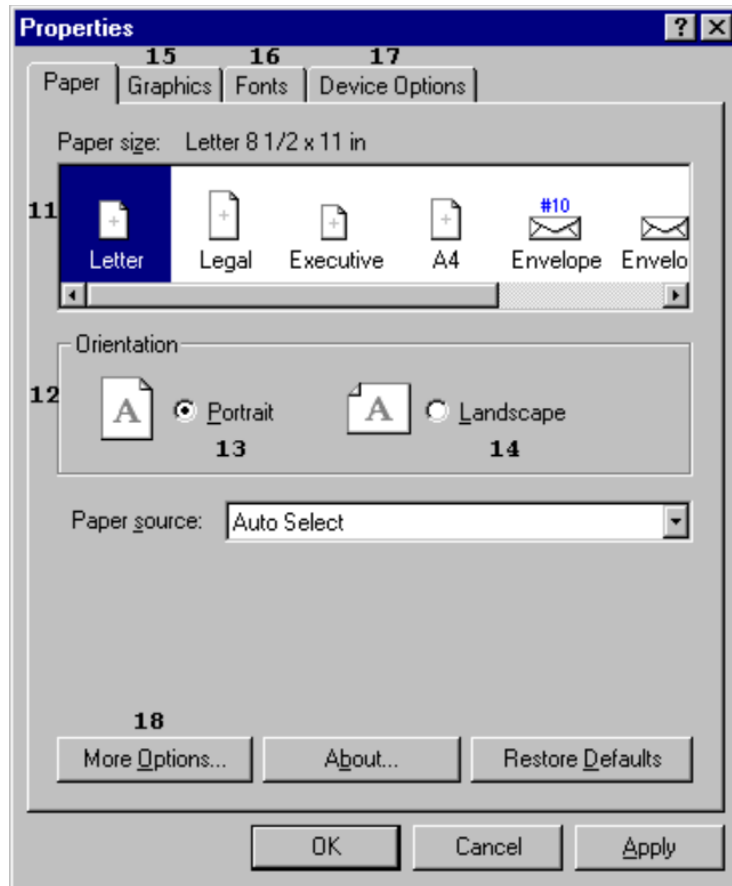 Properties
15 16 17
Paper Graphics Fonts Device Options
Paper size: Letter 8 1/2 x 11 in
11
#10
Letter Legal Executive A4 Envelope Envelo
Orientation
12
A Portrait A Landscape
13 14
Paper source: Auto Select
18
More Options... About... Restore Defaults
OK Cancel Apply